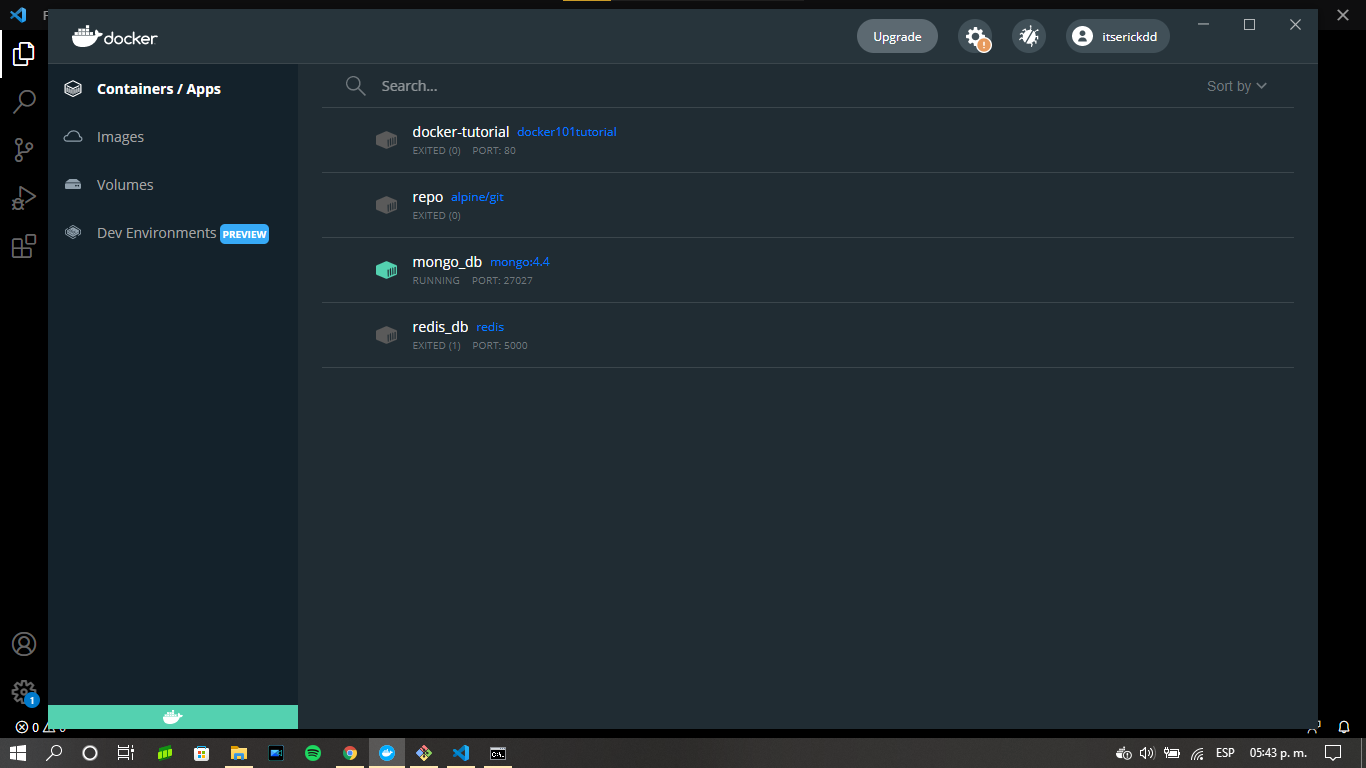 F
docker
Upgrade
itserickdd
Containers / Apps
Images
Volumes
Dev Environments PREVIEW
Search...
Sort by
docker-tutorial docker101tutorial
EXITED (0) PORT: 80
repo alpine/git
EXITED (0)
mongo_db mongo:4.4
RUNNING PORT: 27027
redis_db redis
EXITED (1) PORT: 5000
1
0
ESP
05:43 p. m.